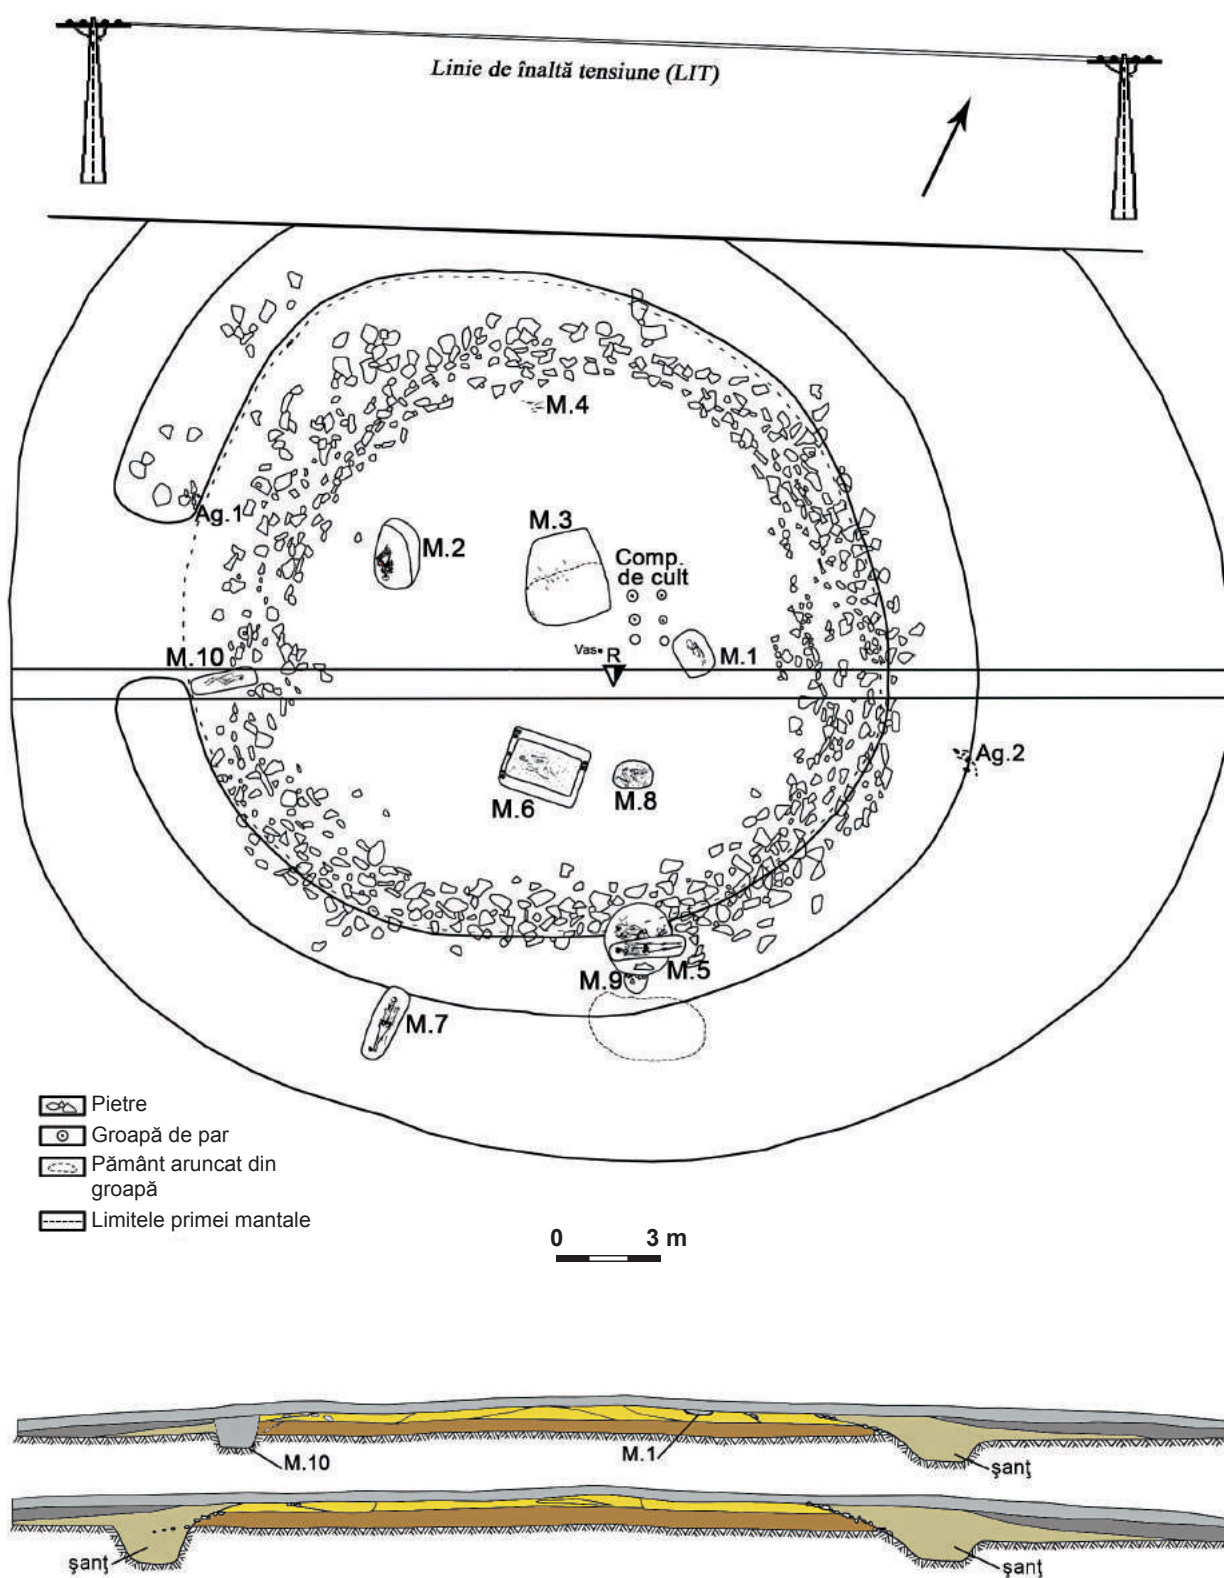 Linie de înaltă tensiune (LIT)
M.4
Ag.1
M.3
M.2
Comp.
de cult
Vas
R
M.1
M.10
Ag.2
M.6
M.8
M.5
M.9
M.7
Pietre
Groapă de par
Pământ aruncat din
groapă
Limitele primei mantale
0 3 m
M.10
M.1
şanţ
şanţ
şanţ